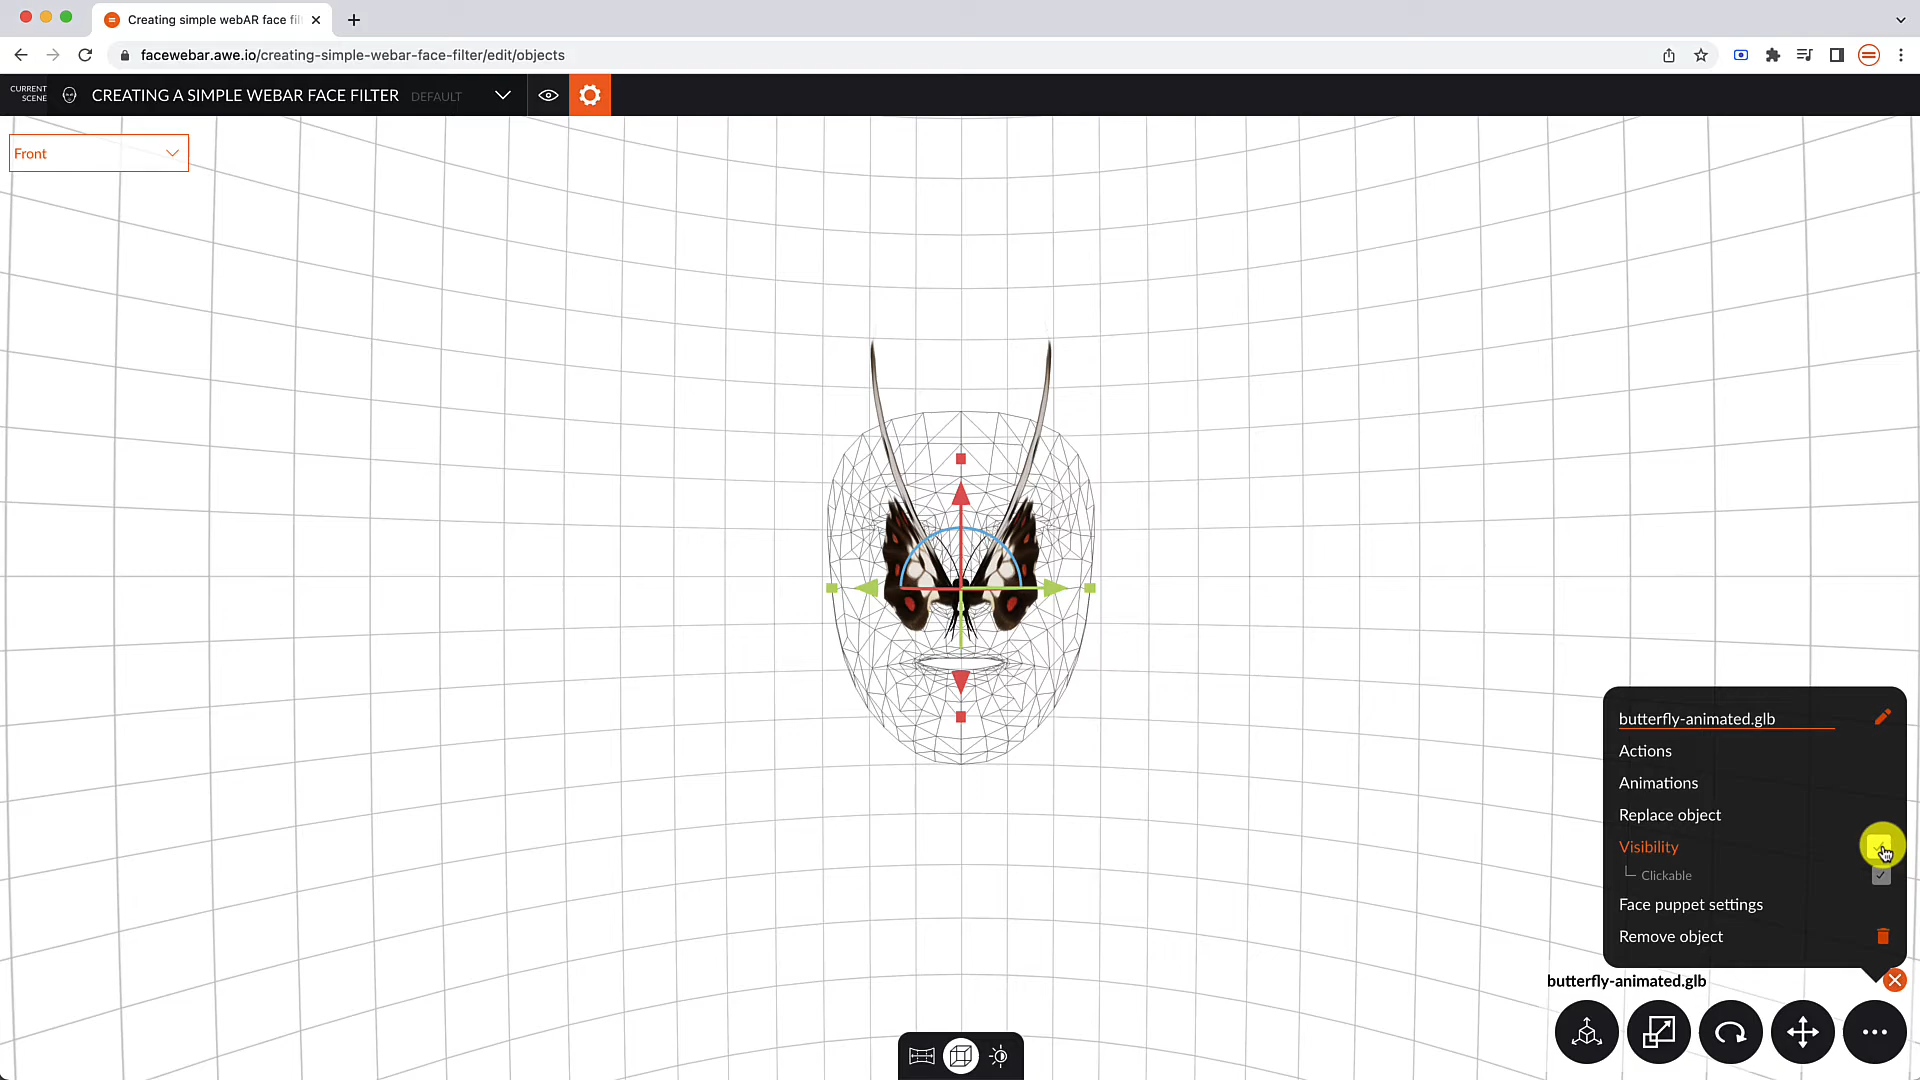 Creating simple webAR face fil
facewebar.awe.io/creating-simple-webar-face-filter/edit/objects
CURRENT
SCENE
CREATING A SIMPLE WEBAR FACE FILTER DEFAULT
Front
butterfly-animated.glb
Actions
Animations
Replace object
Visibility
Clickable
Face puppet settings
Remove object
butterfly-animated.glb